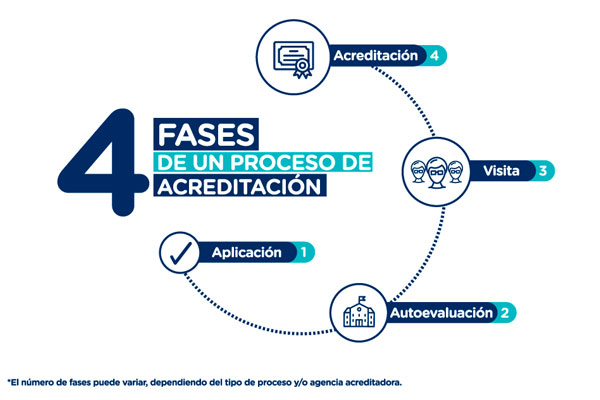 4 FASES
DE UN PROCESO DE
ACREDITACIÓN
Acreditación 4
Visita 3
Aplicación 1
Autoevaluación 2
*El número de fases puede variar, dependiendo del tipo de proceso y/o agencia acreditadora.